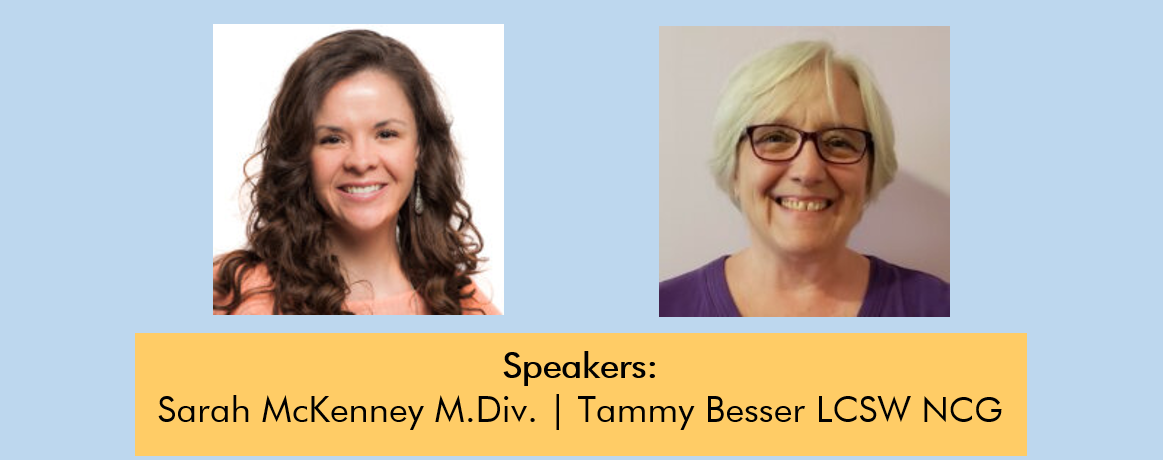 Speakers:
Sarah McKenney M.Div. | Tammy Besser LCSW NCG